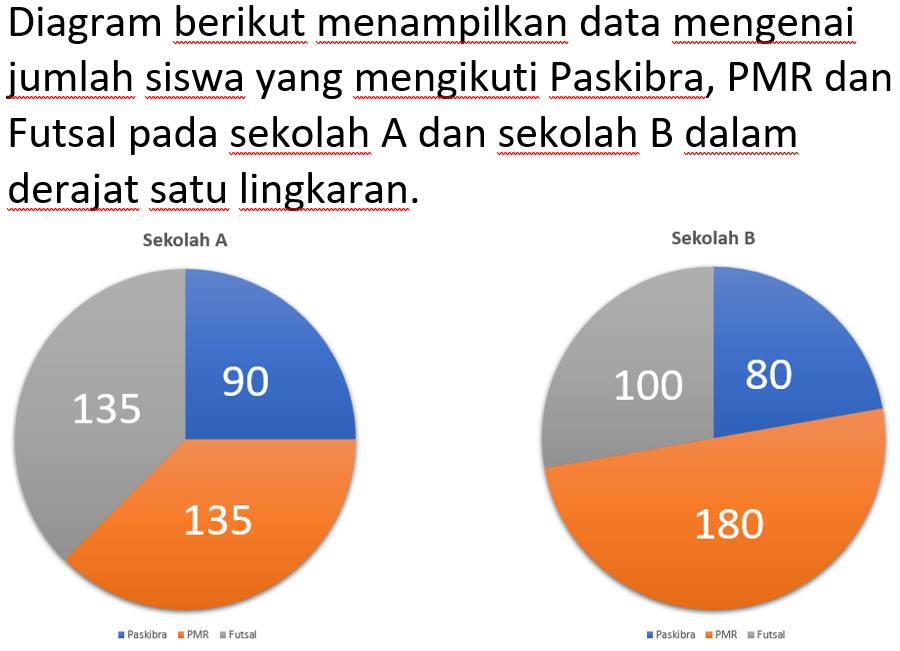 Diagram berikut menampilkan data mengenai
jumlah siswa yang mengikuti Paskibra, PMR dan
Futsal pada sekolah A dan sekolah B dalam
derajat satu lingkaran.
Sekolah A
90
135
135
Paskibra PMR Futsal
Sekolah B
80
100
180
Paskibra PMR Futsal